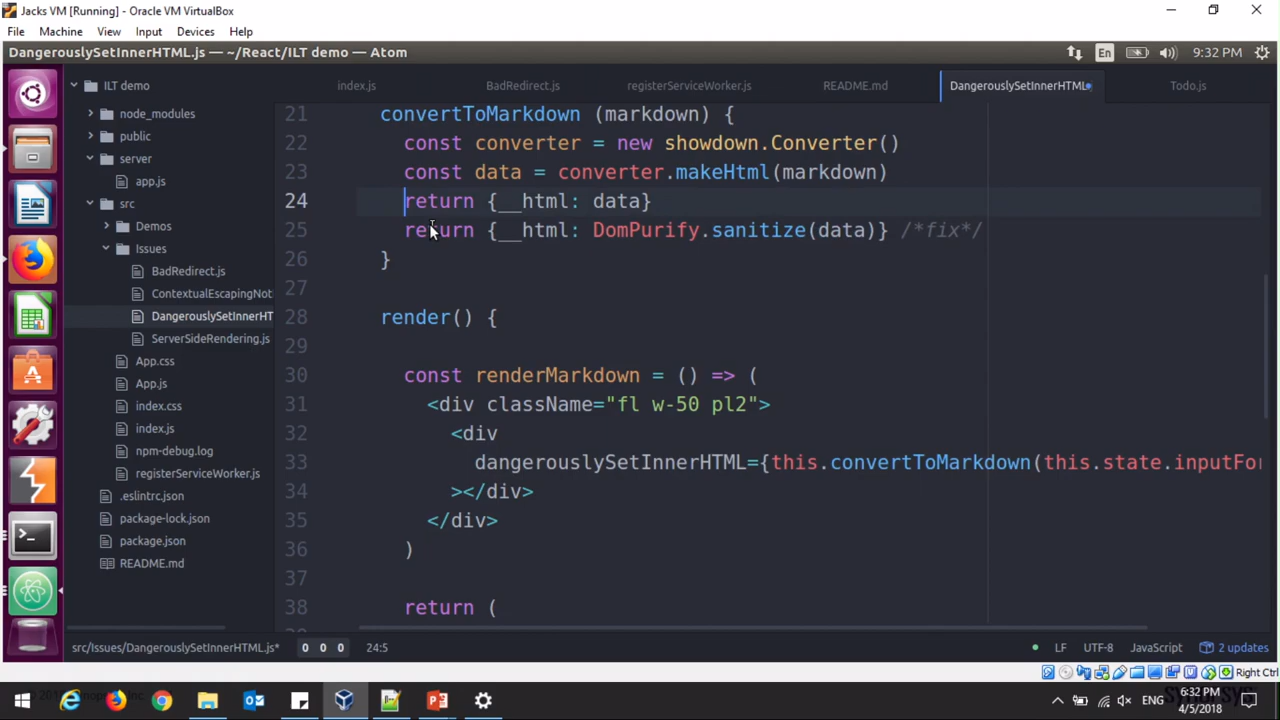 Jacks VM [Running] - Oracle VM VirtualBox
File Machine View Input Devices Help
DangerouslySetInnerHTML.js — ~/React/ILT demo — Atom
En
9:32 PM
ILT demo
node_modules
public
server
app.js
src
Demos
Issues
BadRedirect.js
ContextualEscapingNot
DangerouslySetInnerHT
ServerSideRendering.js
App.css
App.js
index.css
index.js
npm-debug.log
registerServiceWorker.js
.eslintrc.json
package-lock.json
package.json
README.md
index.js BadRedirect.js registerServiceWorker.js README.md DangerouslySetInnerHTML. Todo.js
21 convertToMarkdown (markdown) {
22 const converter = new showdown.Converter()
23 const data = converter.makeHtml(markdown)
24 return {__html: data}
25 return {__html: DomPurify.sanitize(data)} /*fix*/
26 }
27
28 render() {
29
30 const renderMarkdown = () => (
31 <div className="fl w-50 pl2">
32 <div
33 dangerouslySetInnerHTML={this.convertToMarkdown(this.state.inputFo
34 ></div>
35 </div>
36 )
37
38 return (
src/Issues/DangerouslySetInnerHTML.js* 0 0 0 24:5 LF UTF-8 JavaScript 2 updates
Right Ctrl
ENG
6:32 PM
4/5/2018